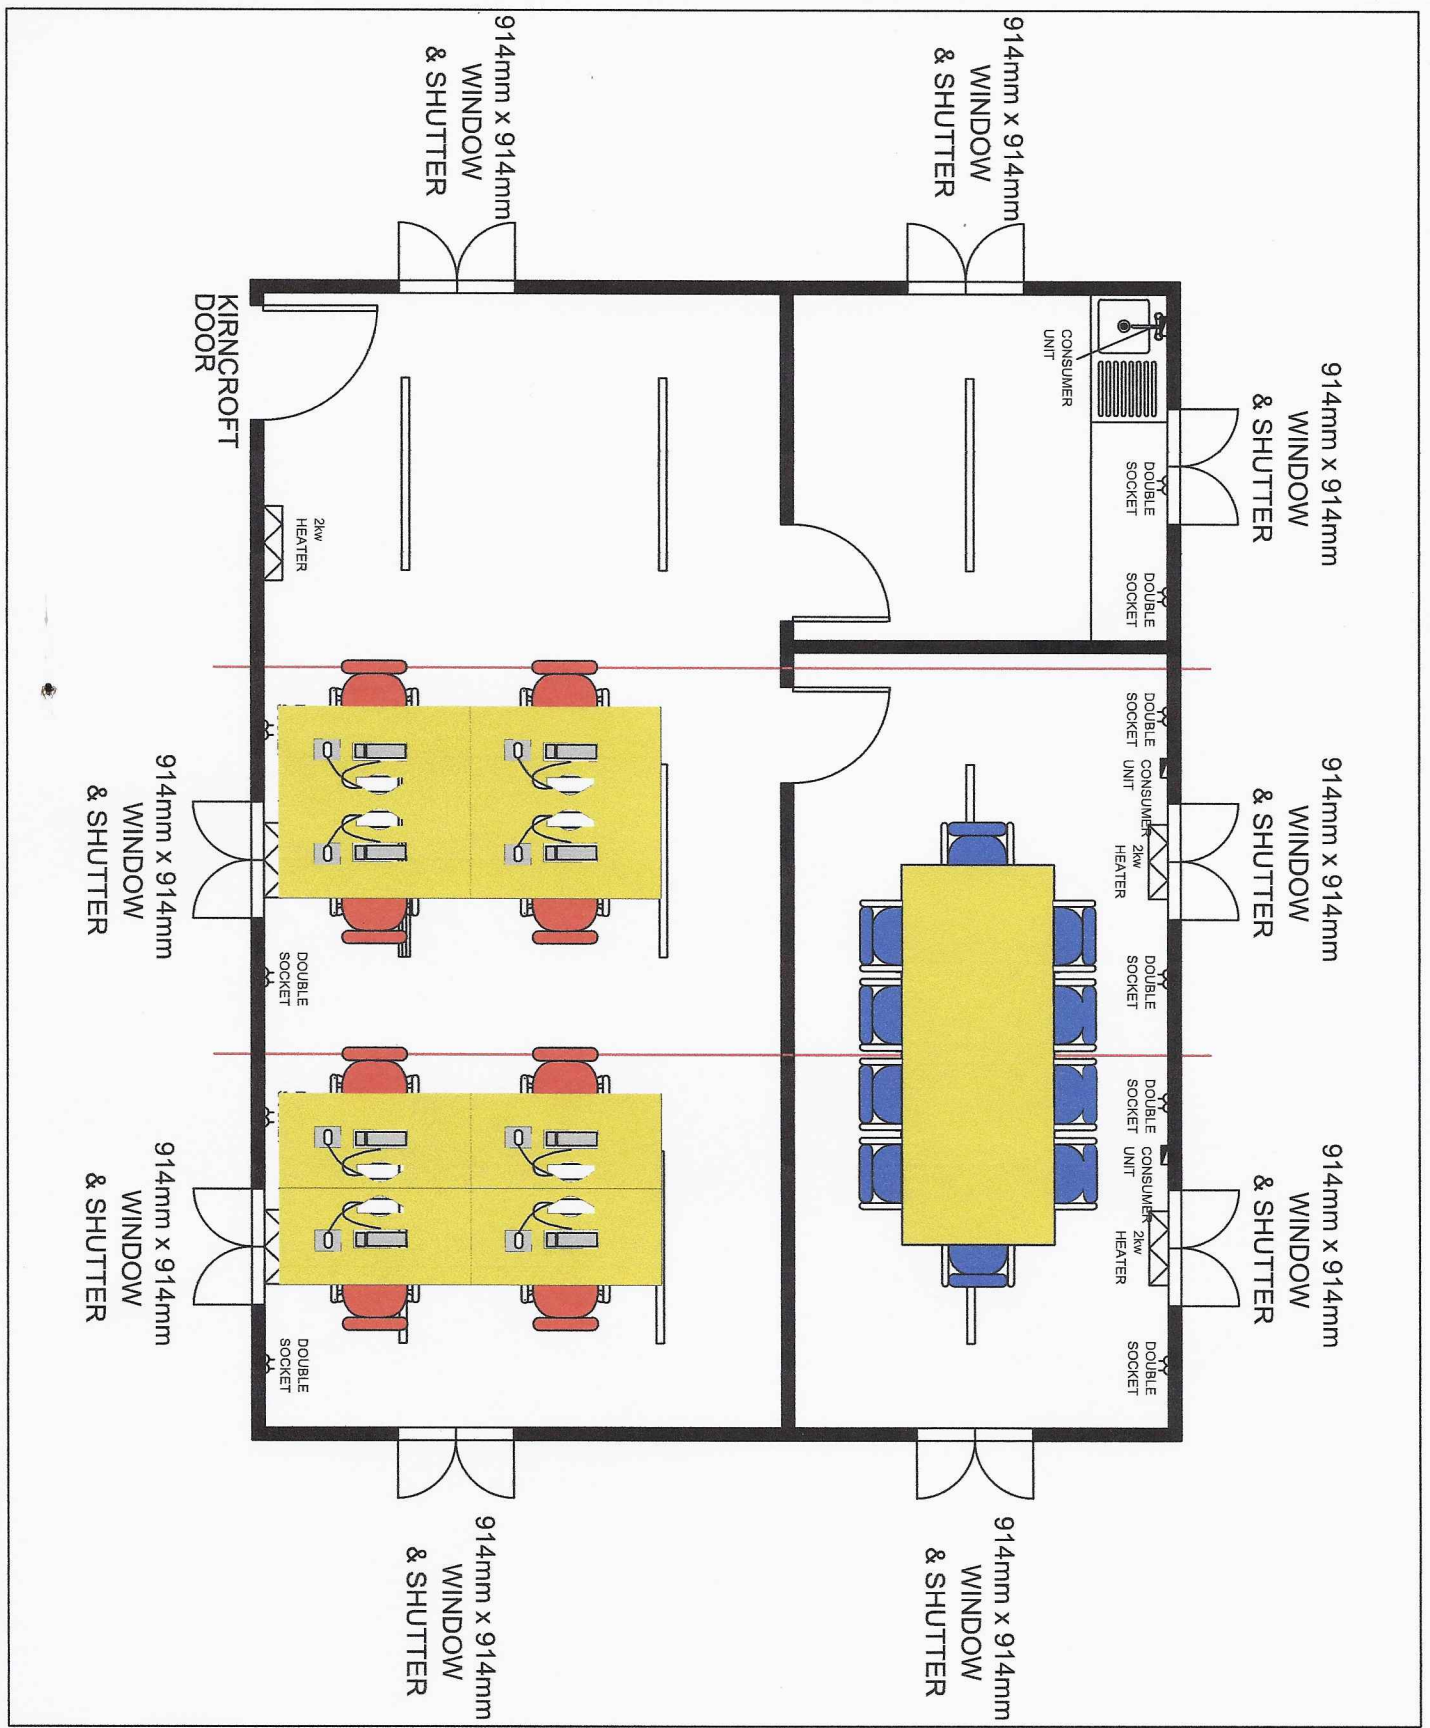 914mm x 914mm
WINDOW
& SHUTTER
914mm x 914mm
WINDOW
& SHUTTER
914mm x 914mm
WINDOW
& SHUTTER
DOUBLE
SOCKET
DOUBLE
SOCKET
DOUBLE
SOCKET
CONSUMER
UNIT
2kw
HEATER
DOUBLE
SOCKET
DOUBLE
SOCKET
CONSUMER
UNIT
2kw
HEATER
DOUBLE
SOCKET
CONSUMER
UNIT
914mm x 914mm
WINDOW
& SHUTTER
914mm x 914mm
WINDOW
& SHUTTER
914mm x 914mm
WINDOW
& SHUTTER
914mm x 914mm
WINDOW
& SHUTTER
2kw
HEATER
DOUBLE
SOCKET
DOUBLE
SOCKET
KIRNCROFT
DOOR
914mm x 914mm
WINDOW
& SHUTTER
914mm x 914mm
WINDOW
& SHUTTER